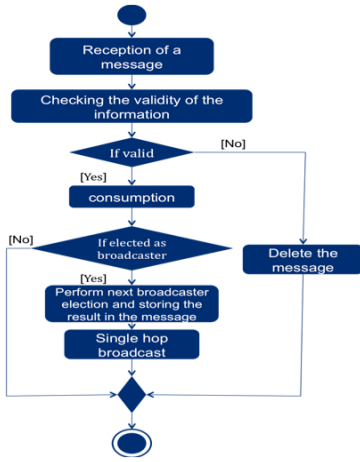 Reception of a
message
Checking the validity of the
information
If valid
[No]
[Yes]
consumption
[No]
If elected as
broadcaster
Delete the
message
[Yes]
Perform next broadcaster
election and storing the
result in the message
Single hop
broadcast